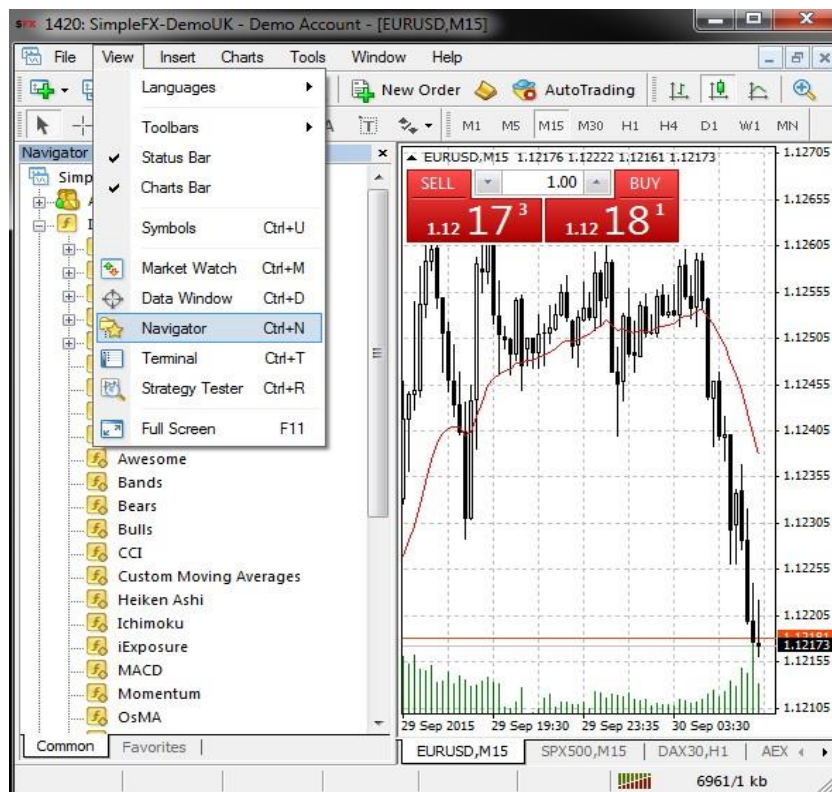 SFX 1420: SimpleFX-DemoUK - Demo Account - [EURUSD,M15]
File View Insert Charts Tools Window Help
New Order AutoTrading
M1 M5 M15 M30 H1 H4 D1 W1 MN
Languages
Toolbars
Status Bar
Charts Bar
Symbols Ctrl+U
Market Watch Ctrl+M
Data Window Ctrl+D
Navigator Ctrl+N
Terminal Ctrl+T
Strategy Tester Ctrl+R
Full Screen F11
Navigator
Awesome
Bands
Bears
Bulls
CCI
Custom Moving Averages
Heiken Ashi
Ichimoku
iExposure
MACD
Momentum
OsMA
Common Favorites
EURUSD,M15 1.12176 1.12222 1.12161 1.12173
SELL 1.00 BUY
1.12 17 3 1.12 18 1
1.12705
1.12655
1.12605
1.12555
1.12505
1.12455
1.12405
1.12355
1.12305
1.12255
1.12205
1.12181
1.12173
1.12155
1.12105
29 Sep 2015 29 Sep 19:30 29 Sep 23:35 30 Sep 03:30
EURUSD,M15 SPX500,M15 DAX30,H1 AEX
6961/1 kb